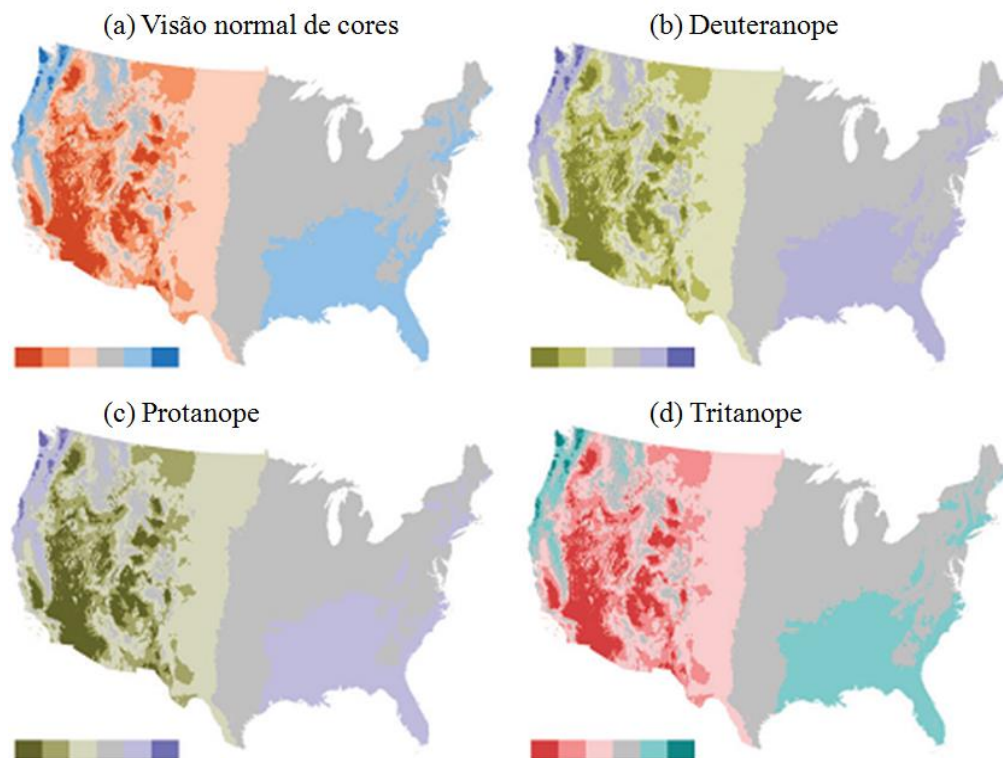 (a) Visão normal de cores
(b) Deuteranope
(c) Protanope
(d) Tritanope